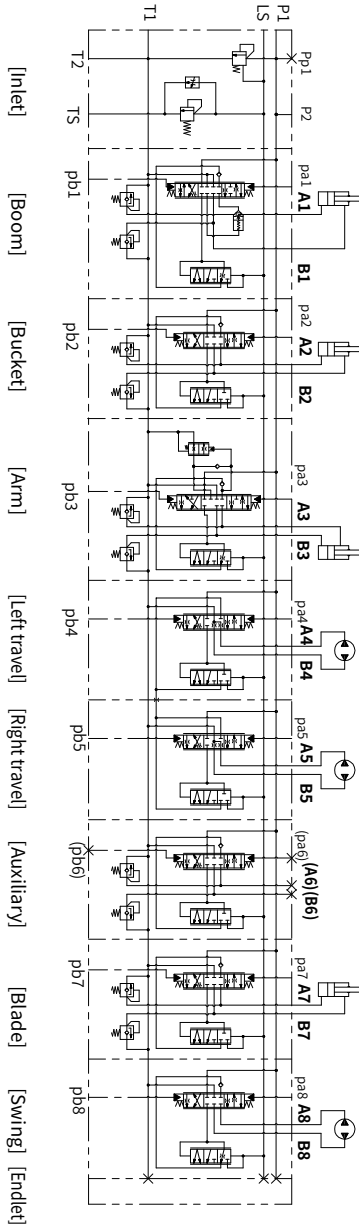 T1
LS
P1
T2
Pp1
[Inlet]
TS
P2
pa1
A1
[Boom]
pb1
B1
pa2
A2
[Bucket]
pb2
B2
pa3
A3
[Arm]
pb3
B3
pa4
A4
[Left travel]
pb4
B4
pa5
A5
[Right travel]
pb5
B5
(pa6)
(A6)(B6)
[Auxiliary]
(pb6)
pa7
A7
[Blade]
pb7
B7
pa8
A8
[Swing]
pb8
B8
[Endlet]